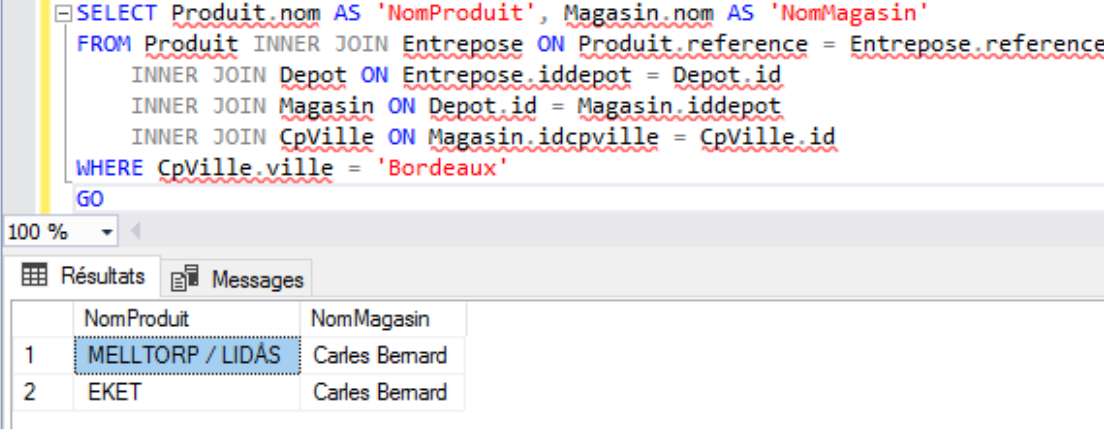 SELECT Produit.nom AS 'NomProduit', Magasin.nom AS 'NomMagasin'
FROM Produit INNER JOIN Entrepose ON Produit.reference = Entrepose.reference
INNER JOIN Depot ON Entrepose.iddepot = Depot.id
INNER JOIN Magasin ON Depot.id = Magasin.iddepot
INNER JOIN CpVille ON Magasin.idcpville = CpVille.id
WHERE CpVille.ville = 'Bordeaux'
GO
100 %
Résultats Messages
NomProduit NomMagasin
1 MELLTORP / LIDÅS Carles Bernard
2 EKET Carles Bernard